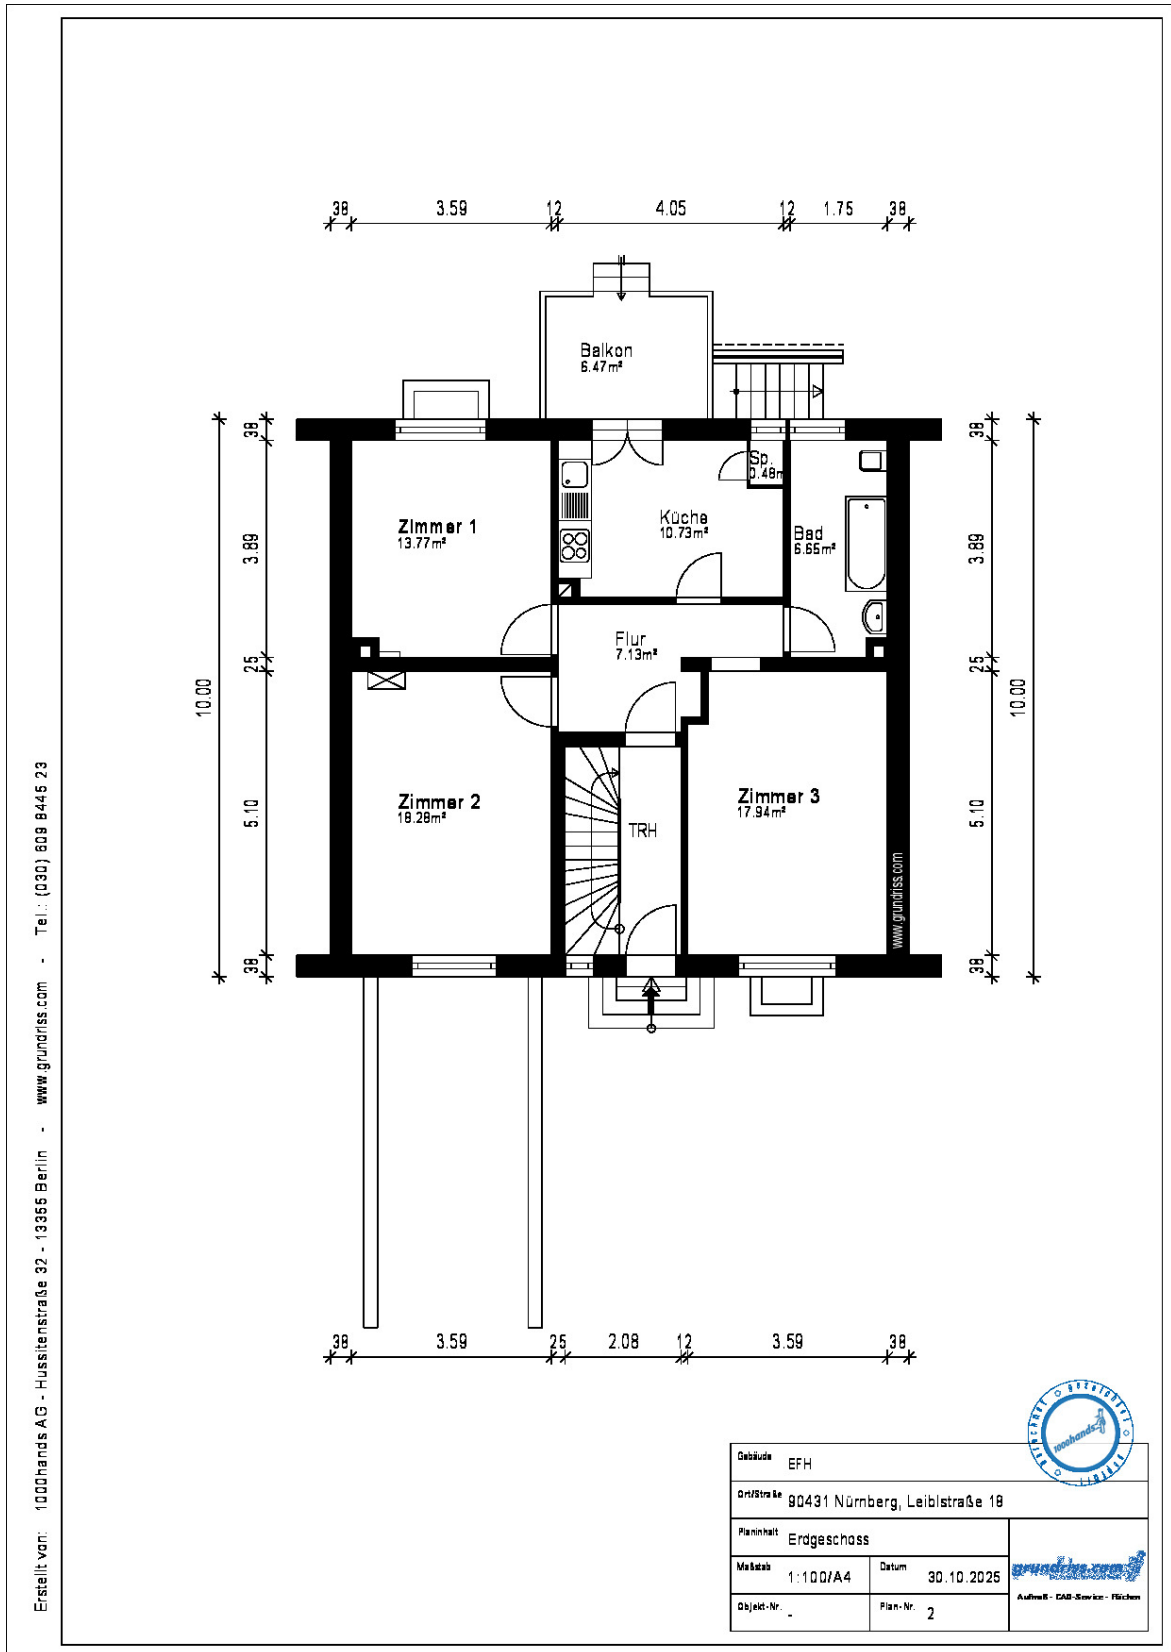 38 3.59 12 4.05 12 1.75 38
Balkon
6.47m²
38 38
Sp.
0.48m
Zimmer 1
13.77m²
Küche
10.73m²
Bad
6.65m²
3.89 3.89
Flur
7.13m²
25 25
10.00 10.00
Zimmer 2
18.28m²
Zimmer 3
17.94m²
5.10 5.10
TRH
www.grundriss.com
38 38
38 3.59 25 2.08 12 3.59 38
Erstellt von: 1000hands AG - Hussitenstraße 32 - 13355 Berlin - www.grundriss.com - Tel.: (030) 609 8445 23
gezeichnet
geprüft
1000hands
Gebäude EFH
Ort/Straße 90431 Nürnberg, Leiblstraße 18
Planinhalt Erdgeschoss
Maßstab 1:100/A4 Datum 30.10.2025
Objekt-Nr. - Plan-Nr. 2
grundriss.com
Aufmaß - CAD-Service - Flächen